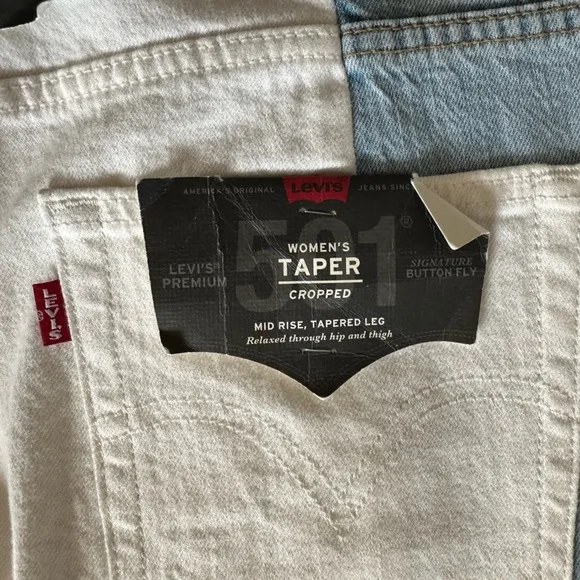 AMERICA'S ORIGINAL
Levi's
JEANS SINC
501®
WOMEN'S
TAPER
CROPPED
LEVI'S®
PREMIUM
SIGNATURE
BUTTON FLY
MID RISE, TAPERED LEG
Relaxed through hip and thigh
LEVI'S
®